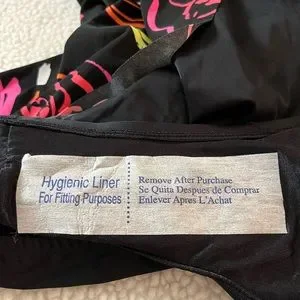 Hygienic Liner
For Fitting Purposes
Remove After Purchase
Se Quita Despues de Comprar
Enlever Apres L'Achat